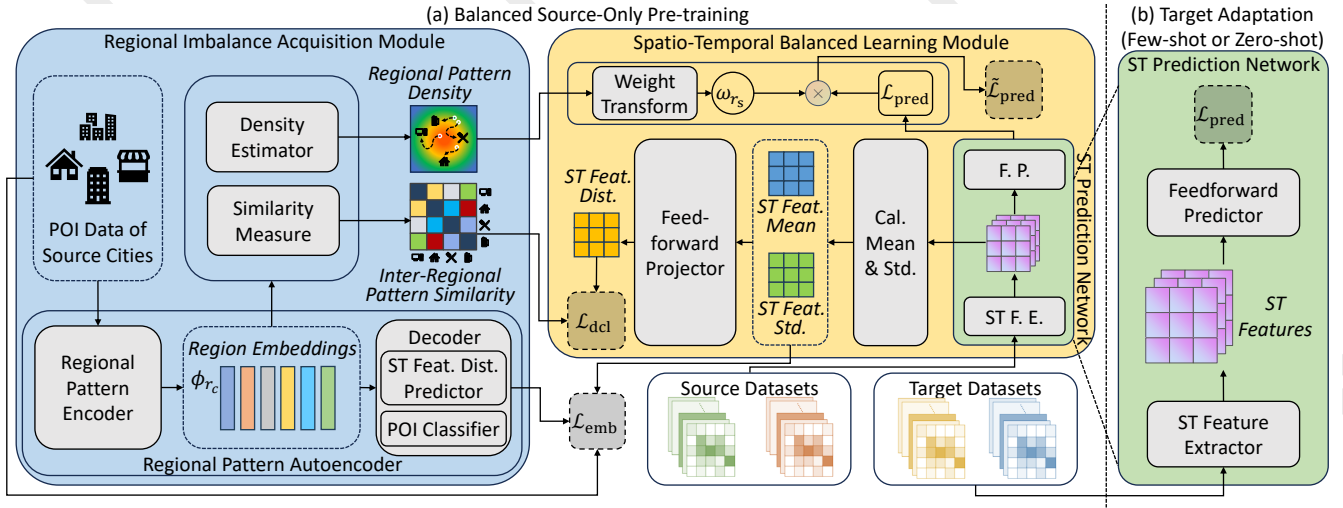 (a) Balanced Source-Only Pre-training
Regional Imbalance Acquisition Module
POI Data of
Source Cities
Density
Estimator
Similarity
Measure
Regional Pattern
Density
Inter-Regional
Pattern Similarity
Regional
Pattern
Encoder
Region Embeddings
ϕ_{r_c}
Decoder
ST Feat. Dist.
Predictor
POI Classifier
Regional Pattern Autoencoder
Spatio-Temporal Balanced Learning Module
Weight
Transform
ω_{r_s}
×
ℒ_pred
ℒ̃_pred
ST Feat.
Dist.
ℒ_dcl
ℒ_emb
Feed-
forward
Projector
ST Feat.
Mean
ST Feat.
Std.
Cal.
Mean
& Std.
F. P.
ST F. E.
ST Prediction Network
Source Datasets
Target Datasets
(b) Target Adaptation
(Few-shot or Zero-shot)
ST Prediction Network
ℒ_pred
Feedforward
Predictor
ST
Features
ST Feature
Extractor